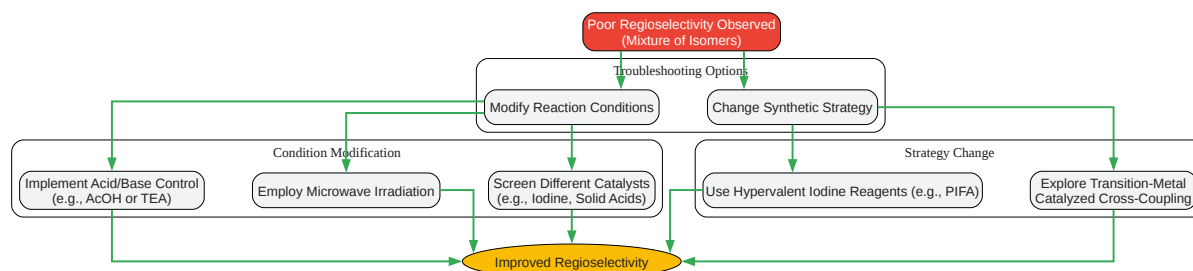 Poor Regioselectivity Observed
(Mixture of Isomers)
Troubleshooting Options
Modify Reaction Conditions
Change Synthetic Strategy
Condition Modification
Strategy Change
Implement Acid/Base Control
(e.g., AcOH or TEA)
Employ Microwave Irradiation
Screen Different Catalysts
(e.g., Iodine, Solid Acids)
Use Hypervalent Iodine Reagents (e.g., PIFA)
Explore Transition-Metal
Catalyzed Cross-Coupling
Improved Regioselectivity